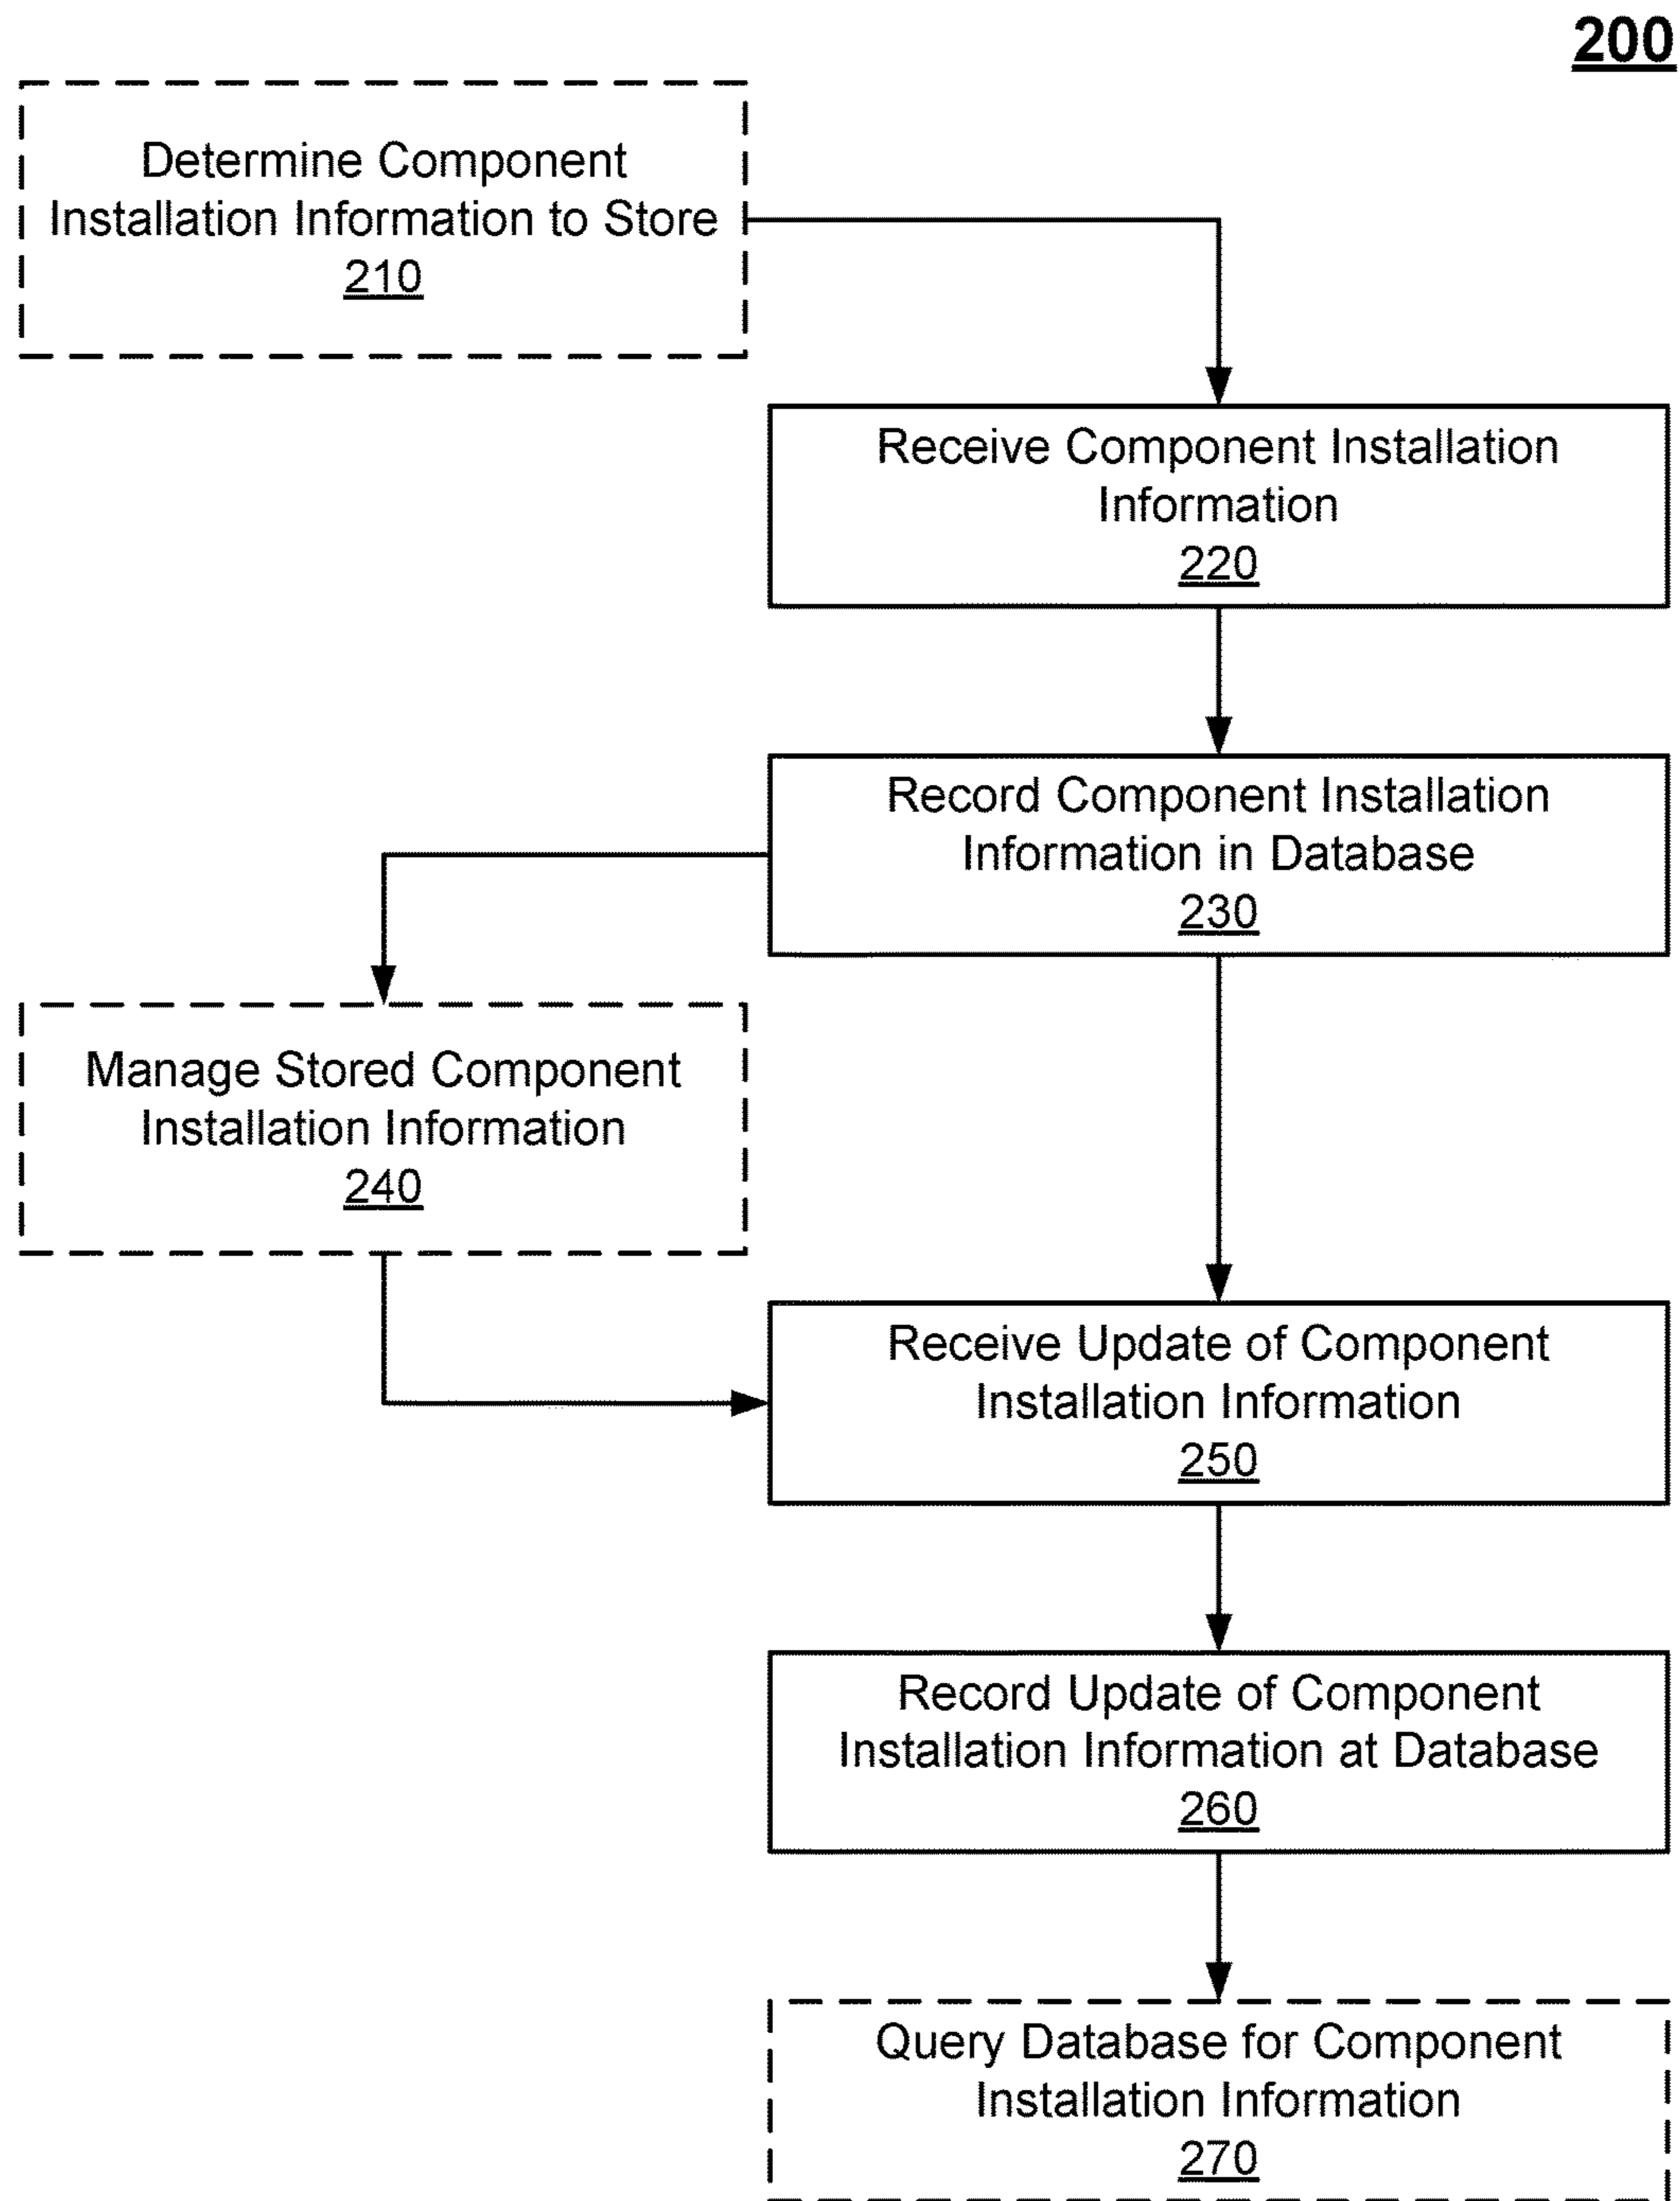 200
Determine Component
Installation Information to Store
210
Receive Component Installation
Information
220
Record Component Installation
Information in Database
230
Manage Stored Component
Installation Information
240
Receive Update of Component
Installation Information
250
Record Update of Component
Installation Information at Database
260
Query Database for Component
Installation Information
270